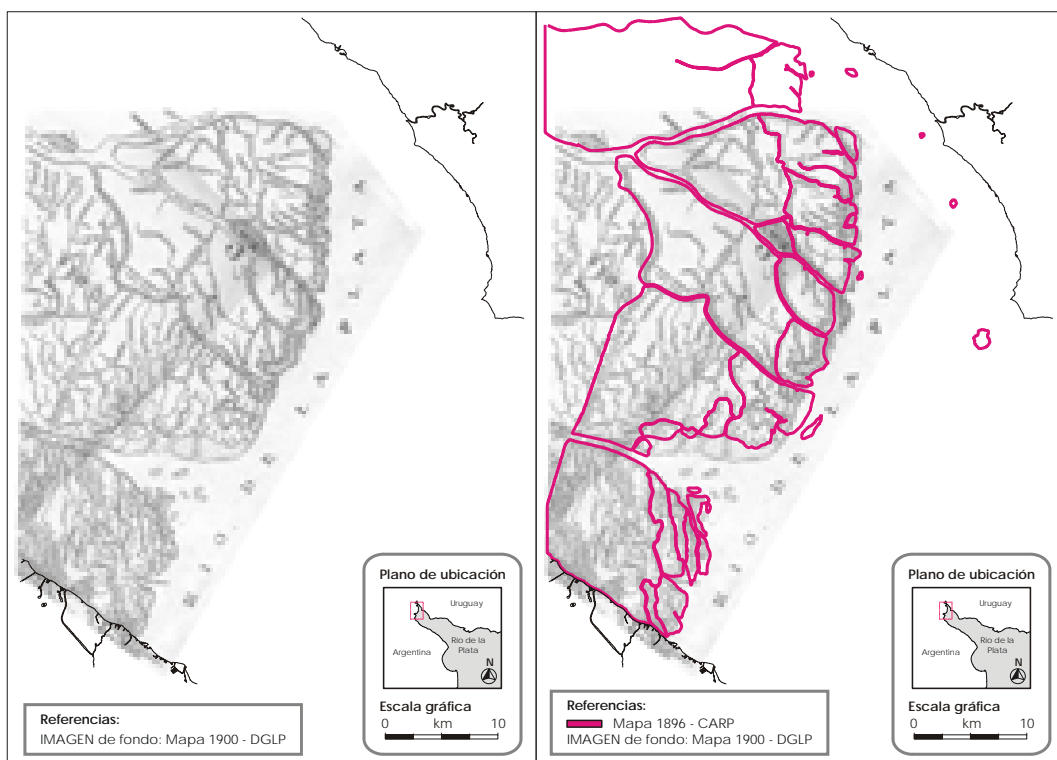 Plano de ubicación
Uruguay
Río de la
Plata
Argentina
N
Escala gráfica
0 km 10
Referencias:
IMAGEN de fondo: Mapa 1900 - DGLP
Plano de ubicación
Uruguay
Río de la
Plata
Argentina
N
Escala gráfica
0 km 10
Referencias:
Mapa 1896 - CARP
IMAGEN de fondo: Mapa 1900 - DGLP